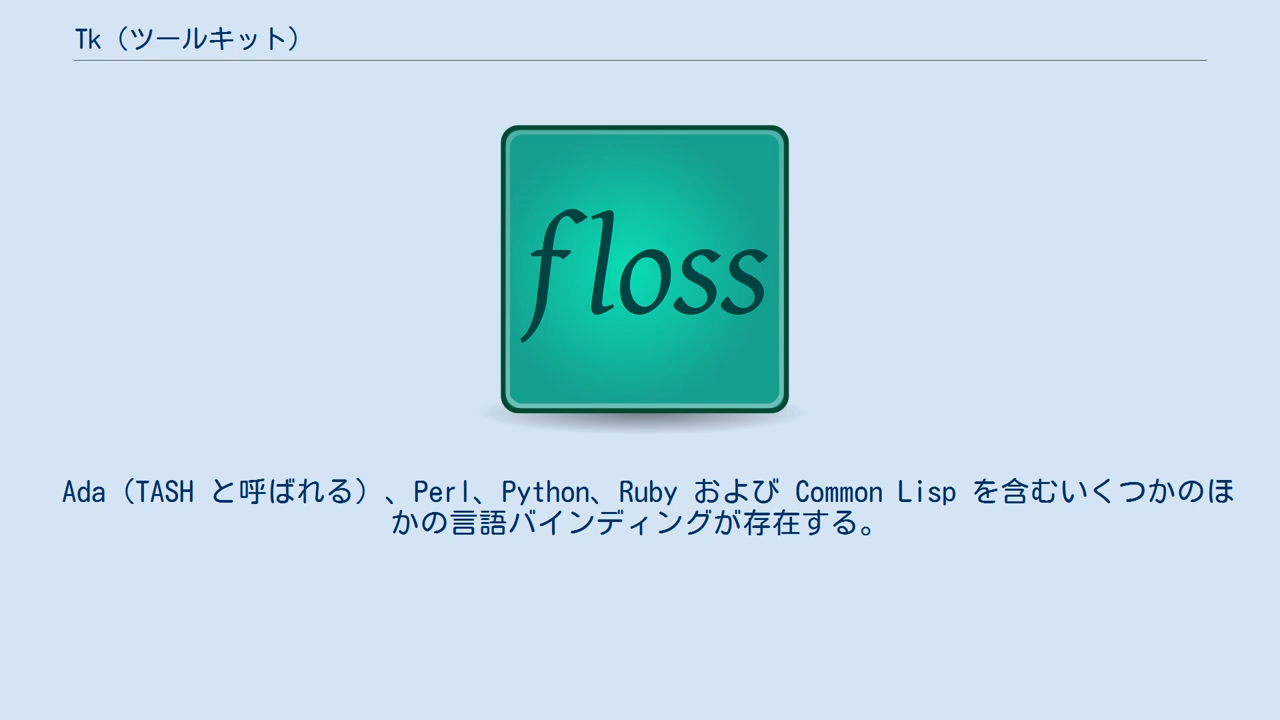 Tk（ツールキット）
floss
Ada（TASH と呼ばれる）、Perl、Python、Ruby および Common Lisp を含むいくつかのほ
かの言語バインディングが存在する。